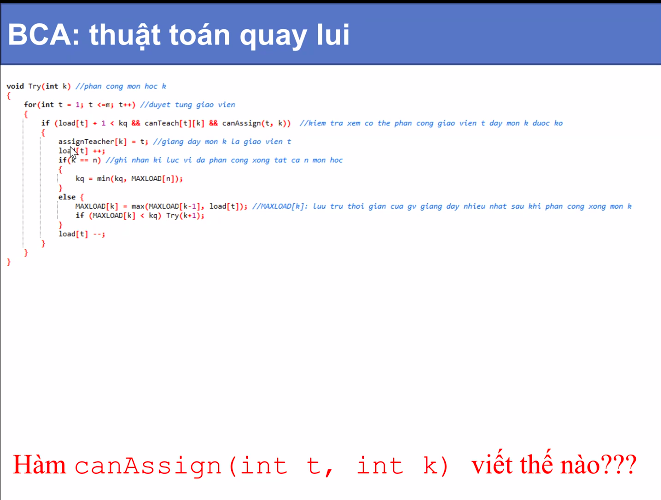 BCA: thuật toán quay lui
void Try(int k) //phan cong mon hoc k
{
for(int t = 1; t <=m; t++) //duyet tung giao vien
{
if (load[t] + 1 < kq && canTeach[t][k] && canAssign(t, k)) //kiem tra xem co the phan cong giao vien t day mon k duoc ko
{
assignTeacher[k] = t; //giang day mon k la giao vien t
load[t] ++;
if(k == n) //ghi nhan ki luc vi da phan cong xong tat ca n mon hoc
{
kq = min(kq, MAXLOAD[n]);
}
else {
MAXLOAD[k] = max(MAXLOAD[k-1], load[t]); //MAXLOAD[k]: luu tru thoi gian cua gv giang day nhieu nhat sau khi phan cong xong mon k
if (MAXLOAD[k] < kq) Try(k+1);
}
load[t] --;
}
}
}
Hàm canAssign(int t, int k) viết thế nào???